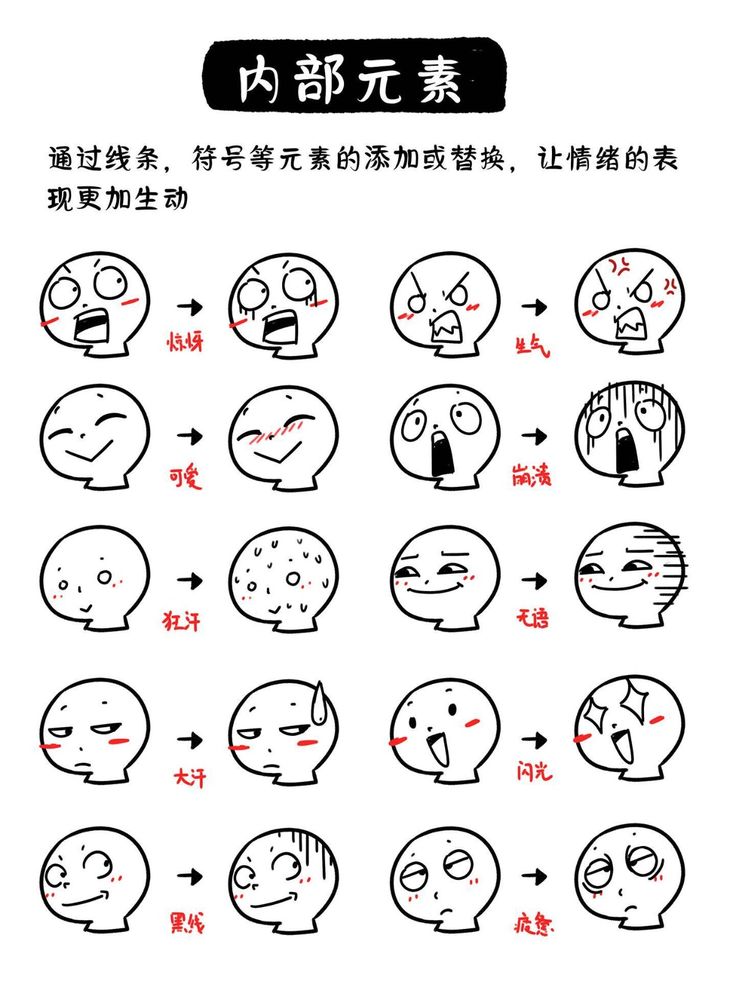 内部元素
通过线条，符号等元素的添加或替换，让情绪的表
现更加生动
惊呀
生气
可爱
崩溃
狂汗
无语
大汗
闪光
黑线
疲惫